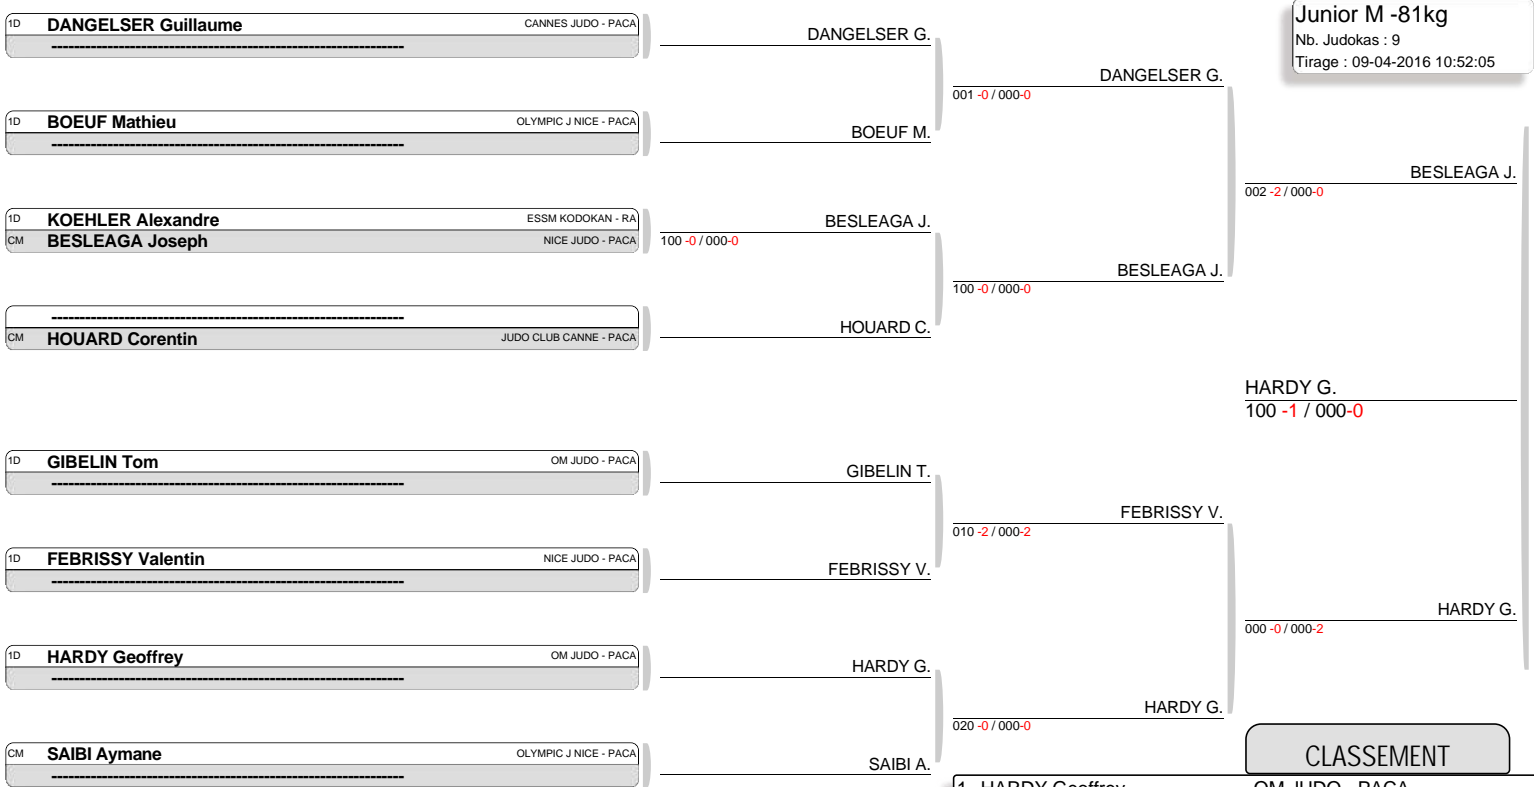 Junior M -81kg
Nb. Judokas : 9
Tirage : 09-04-2016 10:52:05
1D DANGELSER Guillaume CANNES JUDO - PACA
------------------------------------------------------------
DANGELSER G.
DANGELSER G.
001 -0 / 000-0
1D BOEUF Mathieu OLYMPIC J NICE - PACA
------------------------------------------------------------
BOEUF M.
BESLEAGA J.
002 -2 / 000-0
1D KOEHLER Alexandre ESSM KODOKAN - RA
CM BESLEAGA Joseph NICE JUDO - PACA
BESLEAGA J.
100 -0 / 000-0
BESLEAGA J.
100 -0 / 000-0
------------------------------------------------------------
CM HOUARD Corentin JUDO CLUB CANNE - PACA
HOUARD C.
HARDY G.
100 -1 / 000-0
1D GIBELIN Tom OM JUDO - PACA
------------------------------------------------------------
GIBELIN T.
FEBRISSY V.
010 -2 / 000-2
1D FEBRISSY Valentin NICE JUDO - PACA
------------------------------------------------------------
FEBRISSY V.
HARDY G.
000 -0 / 000-2
1D HARDY Geoffrey OM JUDO - PACA
------------------------------------------------------------
HARDY G.
HARDY G.
020 -0 / 000-0
CM SAIBI Aymane OLYMPIC J NICE - PACA
------------------------------------------------------------
SAIBI A.
CLASSEMENT
1 HARDY Geoffrey OM JUDO - PACA